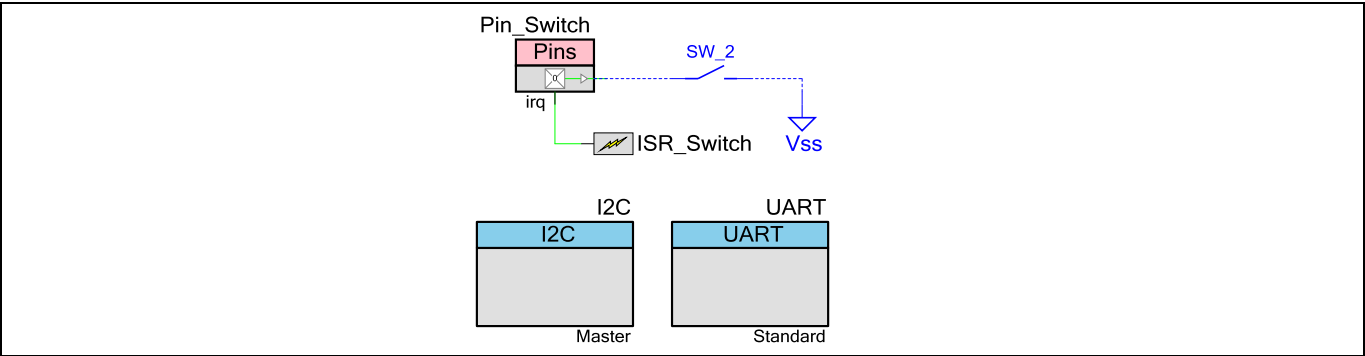 Pin_Switch
Pins
SW_2
irq
ISR_Switch
Vss
I2C
UART
I2C
UART
Master
Standard